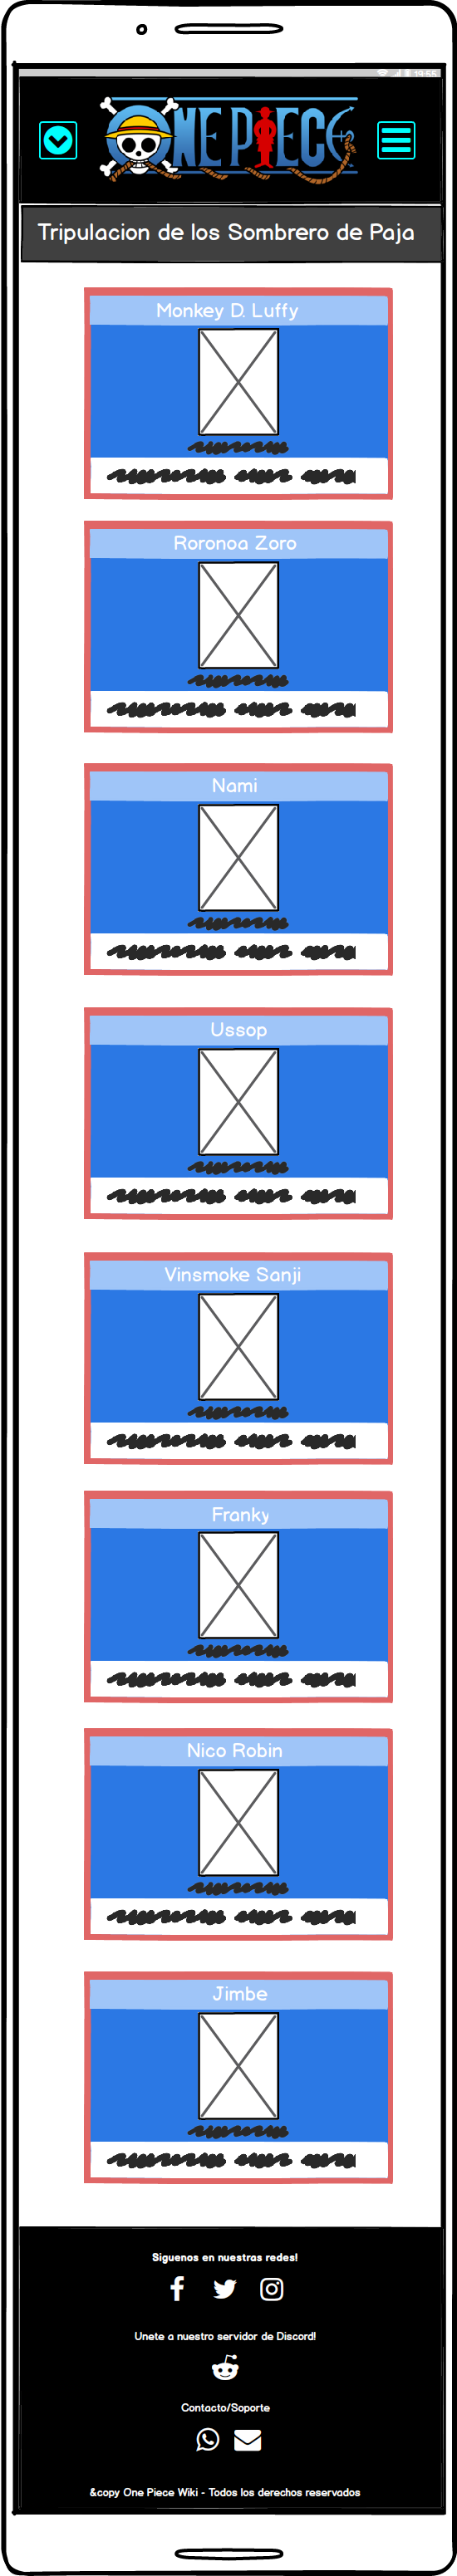 19:55
ONE PIECE
Tripulacion de los Sombrero de Paja
Monkey D. Luffy
Roronoa Zoro
Nami
Ussop
Vinsmoke Sanji
Franky
Nico Robin
Jimbe
Siguenos en nuestras redes!
Unete a nuestro servidor de Discord!
Contacto/Soporte
&copy One Piece Wiki - Todos los derechos reservados